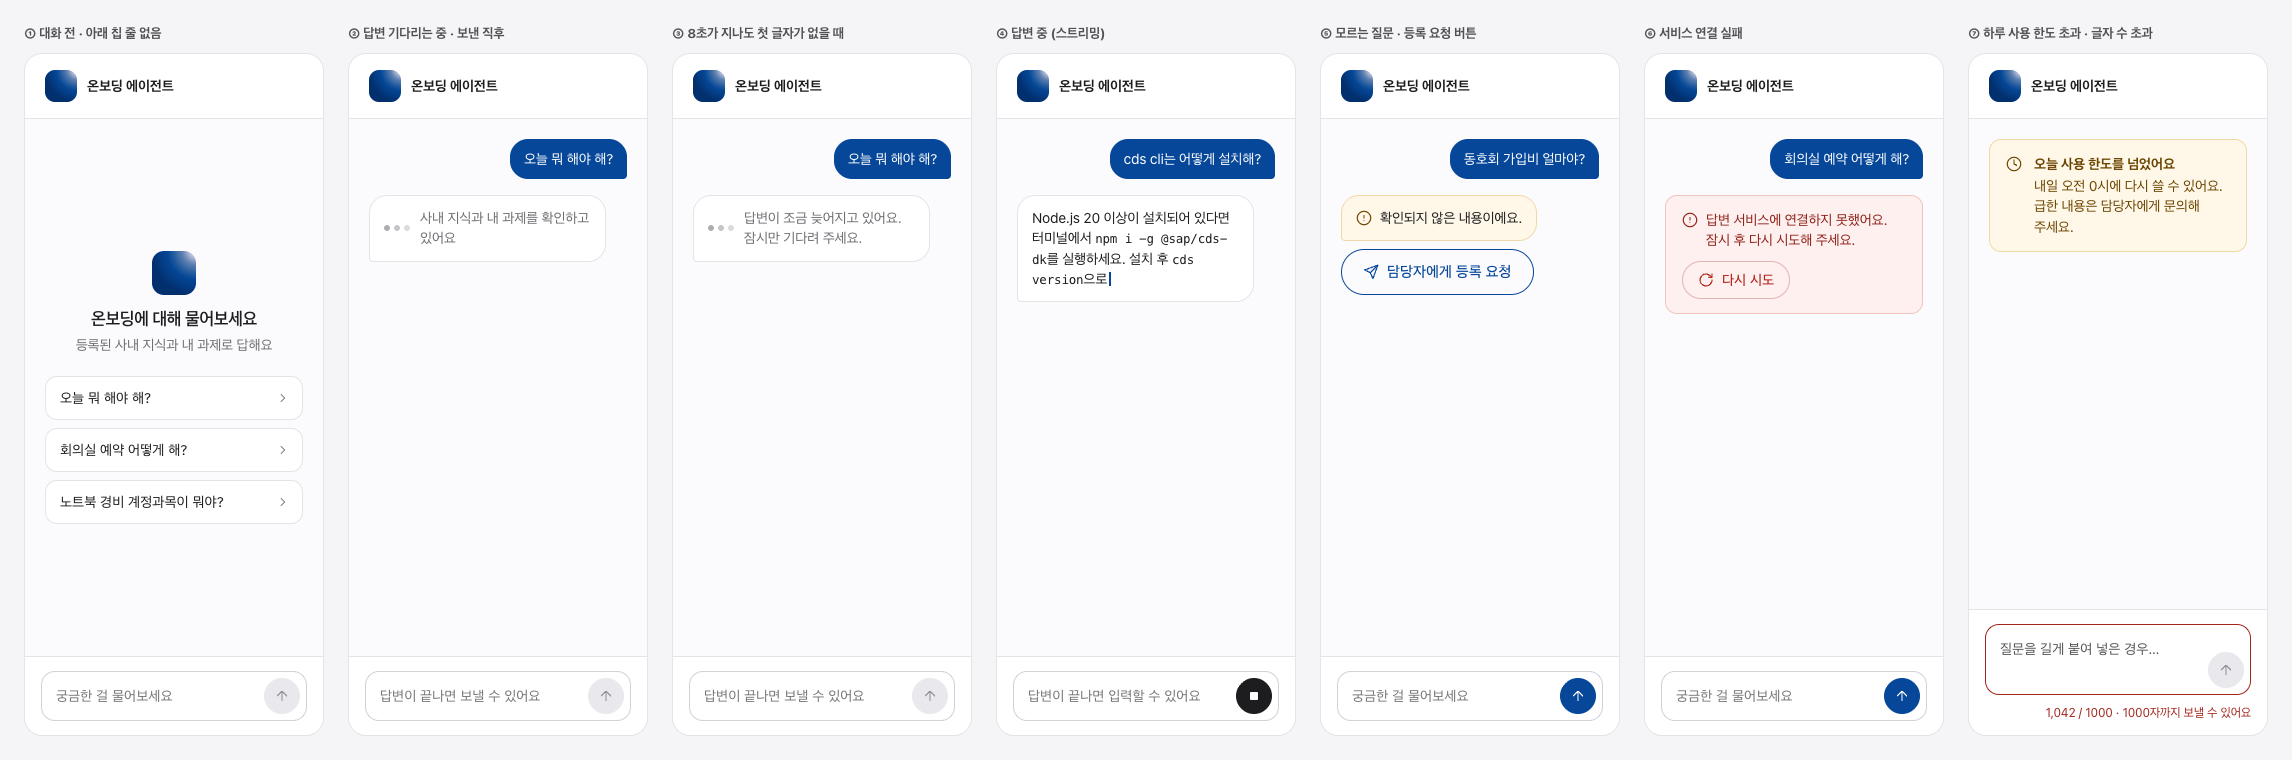 ① 대화 전 · 아래 칩 줄 없음
온보딩 에이전트
온보딩에 대해 물어보세요
등록된 사내 지식과 내 과제로 답해요
오늘 뭐 해야 해?
회의실 예약 어떻게 해?
노트북 경비 계정과목이 뭐야?
궁금한 걸 물어보세요
② 답변 기다리는 중 · 보낸 직후
온보딩 에이전트
오늘 뭐 해야 해?
사내 지식과 내 과제를 확인하고
있어요
답변이 끝나면 보낼 수 있어요
③ 8초가 지나도 첫 글자가 없을 때
온보딩 에이전트
오늘 뭐 해야 해?
답변이 조금 늦어지고 있어요.
잠시만 기다려 주세요.
답변이 끝나면 보낼 수 있어요
④ 답변 중 (스트리밍)
온보딩 에이전트
cds cli는 어떻게 설치해?
Node.js 20 이상이 설치되어 있다면
터미널에서 npm i -g @sap/cds-
dk를 실행하세요. 설치 후 cds
version으로
답변이 끝나면 입력할 수 있어요
⑤ 모르는 질문 · 등록 요청 버튼
온보딩 에이전트
동호회 가입비 얼마야?
확인되지 않은 내용이에요.
담당자에게 등록 요청
궁금한 걸 물어보세요
⑥ 서비스 연결 실패
온보딩 에이전트
회의실 예약 어떻게 해?
답변 서비스에 연결하지 못했어요.
잠시 후 다시 시도해 주세요.
다시 시도
궁금한 걸 물어보세요
⑦ 하루 사용 한도 초과 · 글자 수 초과
온보딩 에이전트
오늘 사용 한도를 넘었어요
내일 오전 0시에 다시 쓸 수 있어요.
급한 내용은 담당자에게 문의해
주세요.
질문을 길게 붙여 넣은 경우…
1,042 / 1000 · 1000자까지 보낼 수 있어요